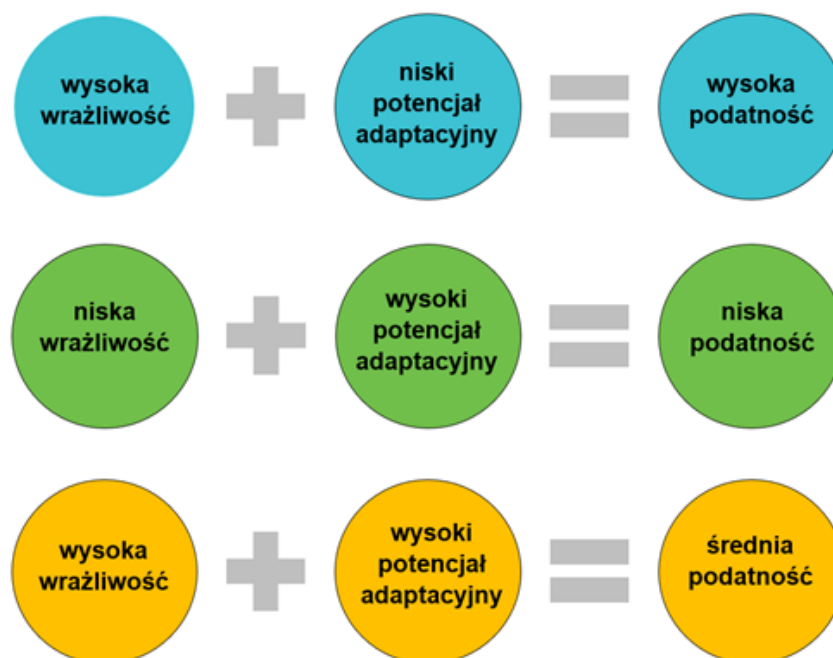 wysoka
wrażliwość
niski
potencjał
adaptacyjny
wysoka
podatność
niska
wrażliwość
wysoki
potencjał
adaptacyjny
niska
podatność
wysoka
wrażliwość
wysoki
potencjał
adaptacyjny
średnia
podatność